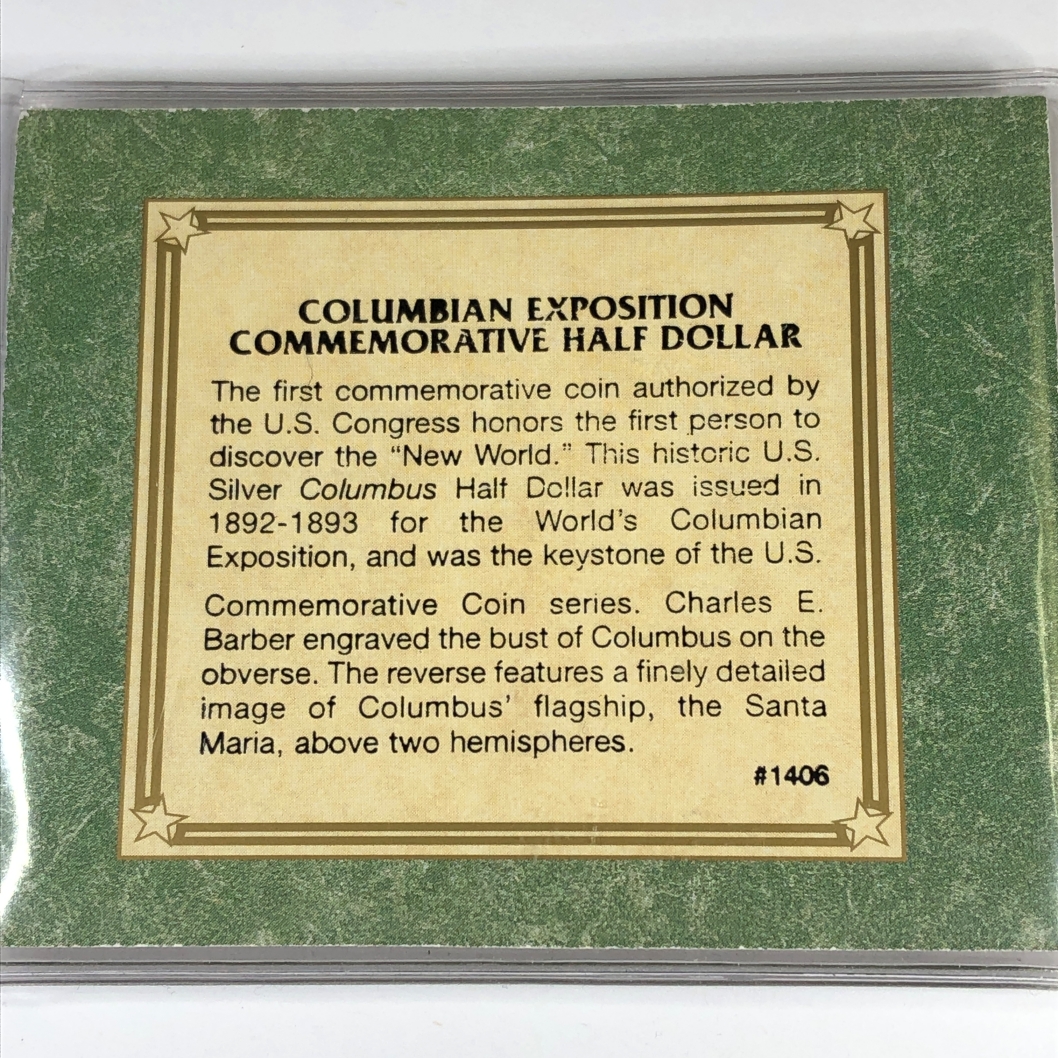 COLUMBIAN EXPOSITION
COMMEMORATIVE HALF DOLLAR
The first commemorative coin authorized by
the U.S. Congress honors the first person to
discover the “New World.” This historic U.S.
Silver Columbus Half Dollar was issued in
1892-1893 for the World’s Columbian
Exposition, and was the keystone of the U.S.
Commemorative Coin series. Charles E.
Barber engraved the bust of Columbus on the
obverse. The reverse features a finely detailed
image of Columbus’ flagship, the Santa
Maria, above two hemispheres.
#1406